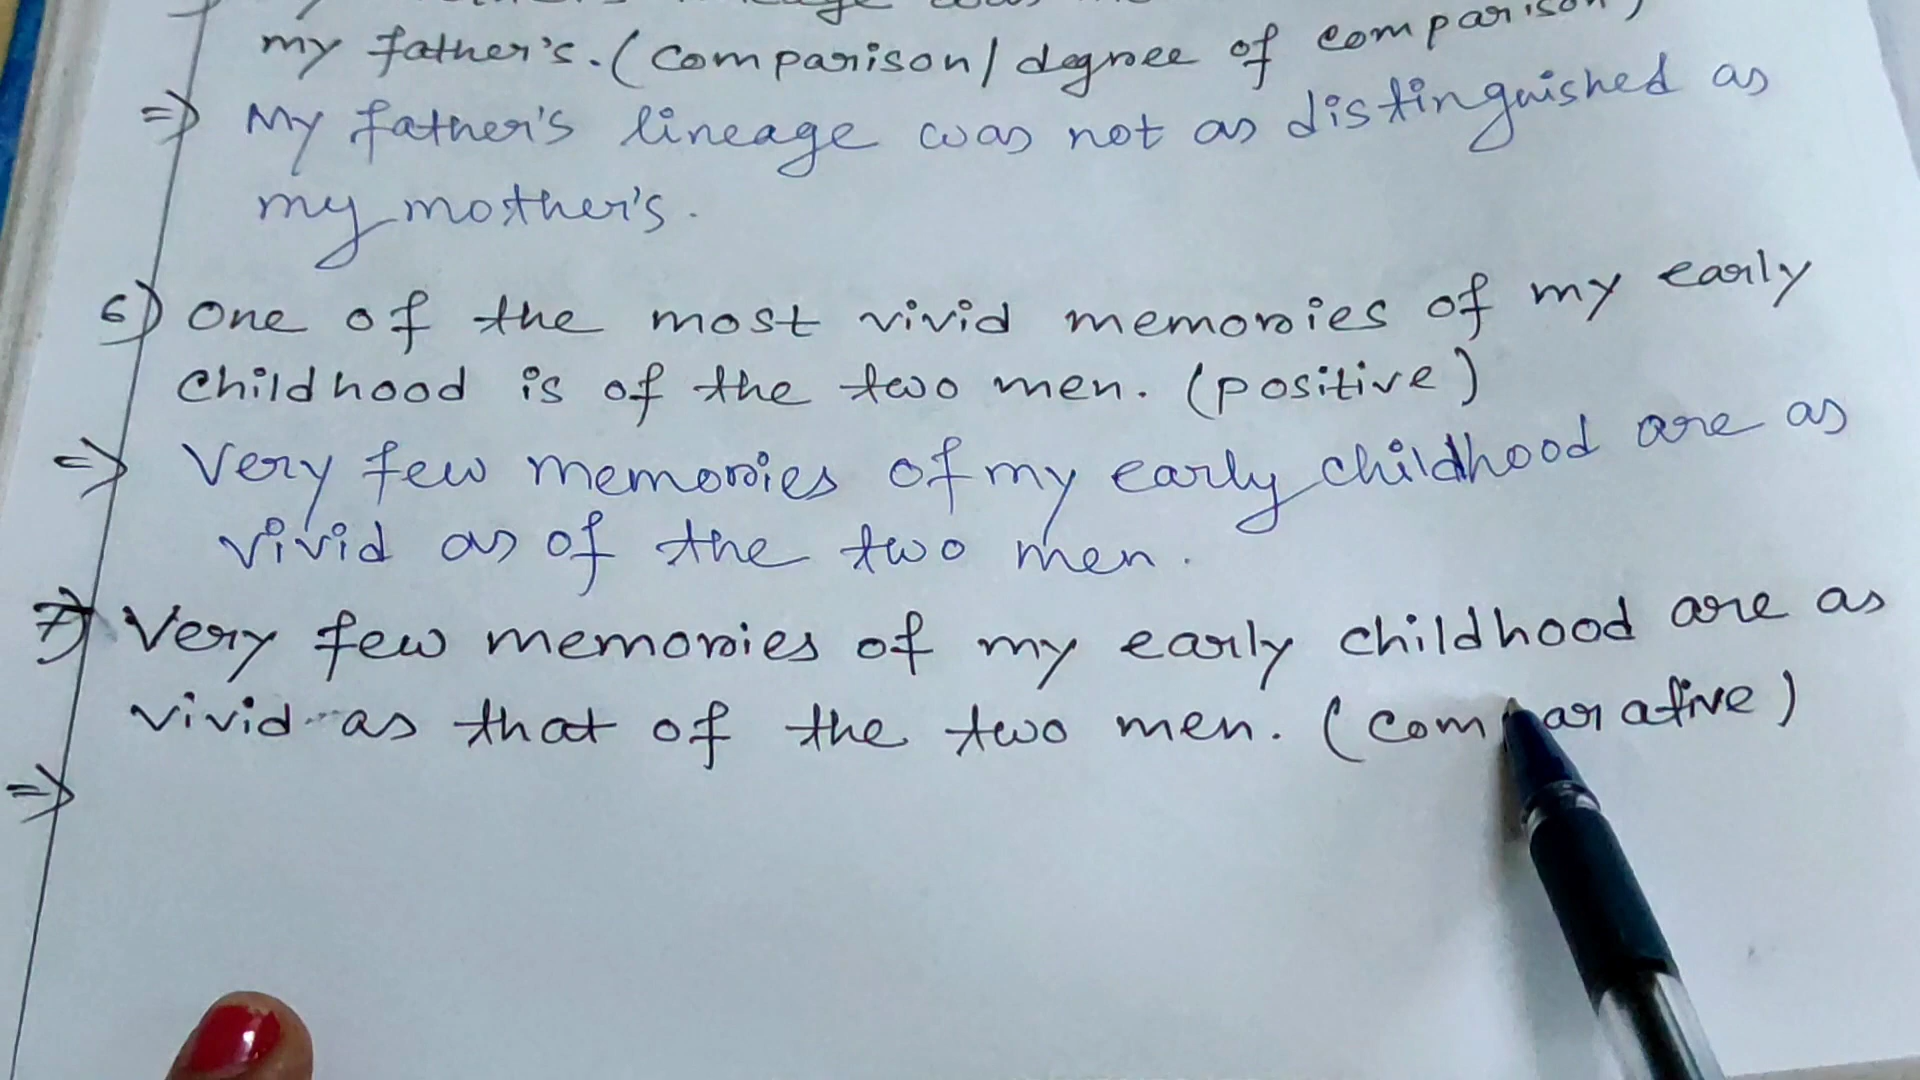 my father's. (comparison/degree of comparison)
=> My father's lineage was not as distinguished as
my mother's.
6) One of the most vivid memories of my early
childhood is of the two men. (positive)
=> Very few memories of my early childhood are as
vivid as of the two men.
7) Very few memories of my early childhood are as
vivid as that of the two men. (comparative)
=>